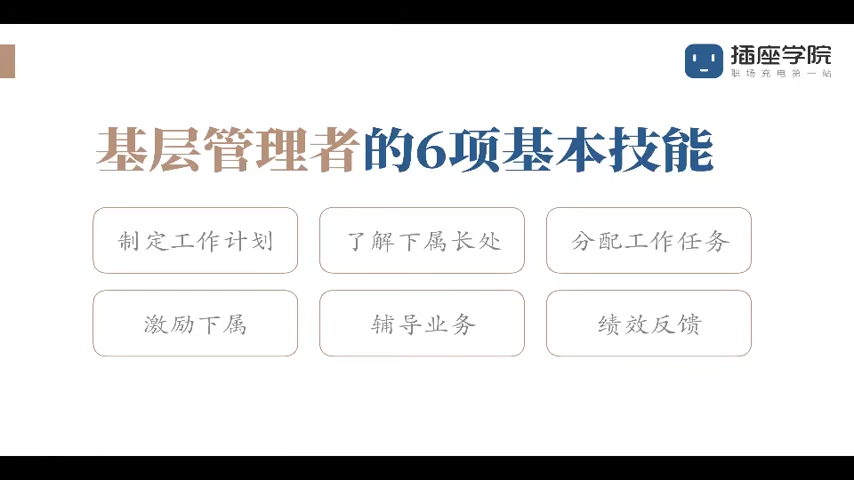 插座学院
职场充电第一站
基层管理者的6项基本技能
制定工作计划
了解下属长处
分配工作任务
激励下属
辅导业务
绩效反馈